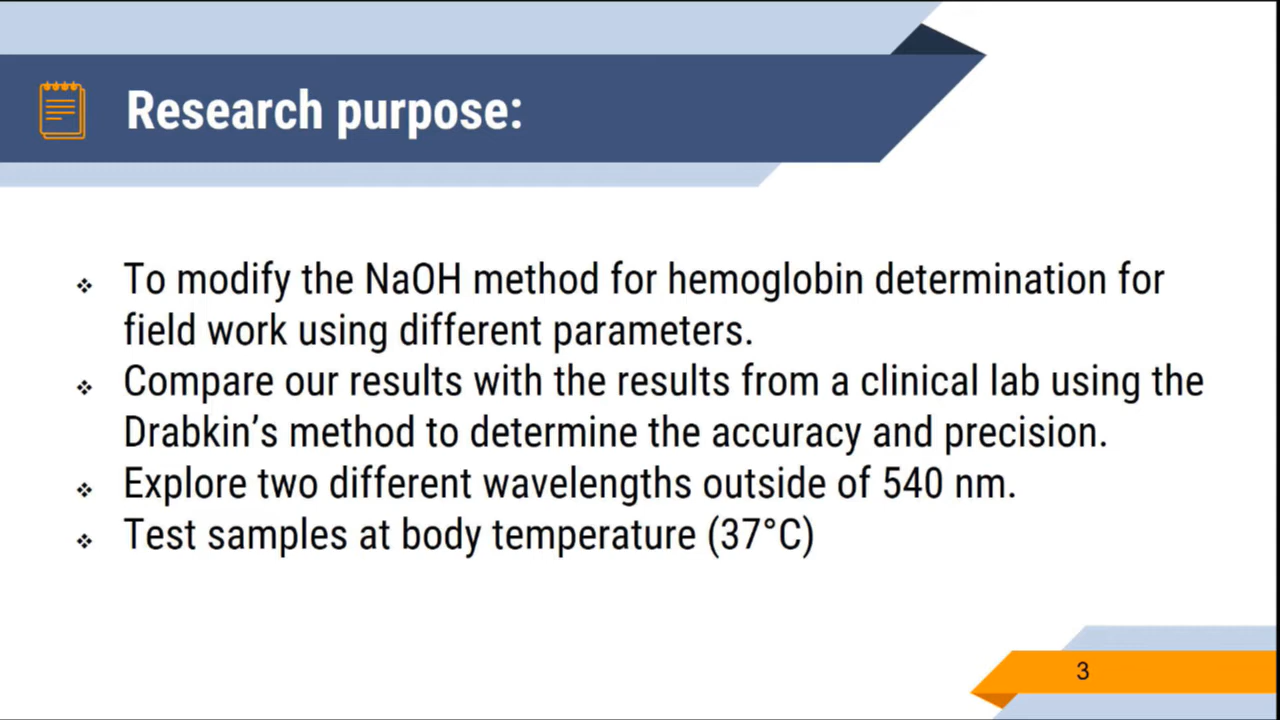 Research purpose:
❖ To modify the NaOH method for hemoglobin determination for
field work using different parameters.
❖ Compare our results with the results from a clinical lab using the
Drabkin’s method to determine the accuracy and precision.
❖ Explore two different wavelengths outside of 540 nm.
❖ Test samples at body temperature (37°C)
3